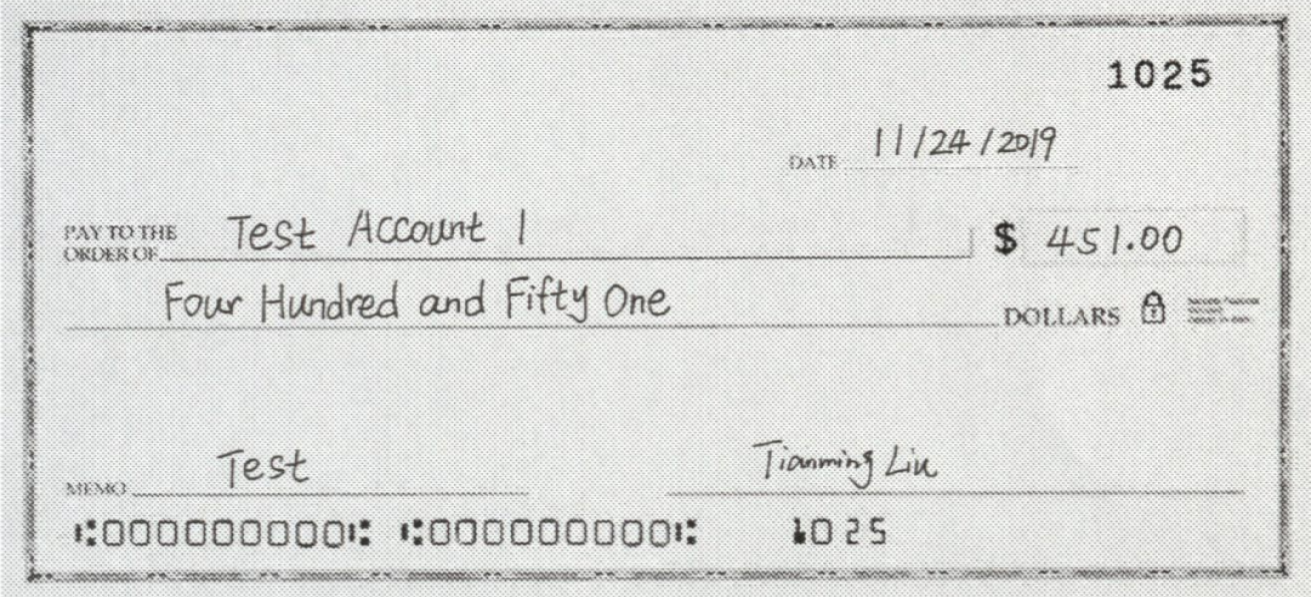 1025
DATE 11/24/2019
PAY TO THE
ORDER OF Test Account 1 $ 451.00
Four Hundred and Fifty One DOLLARS
MEMO Test Tianming Liu
⑆000000000⑆ ⑆000000000⑆ 1025